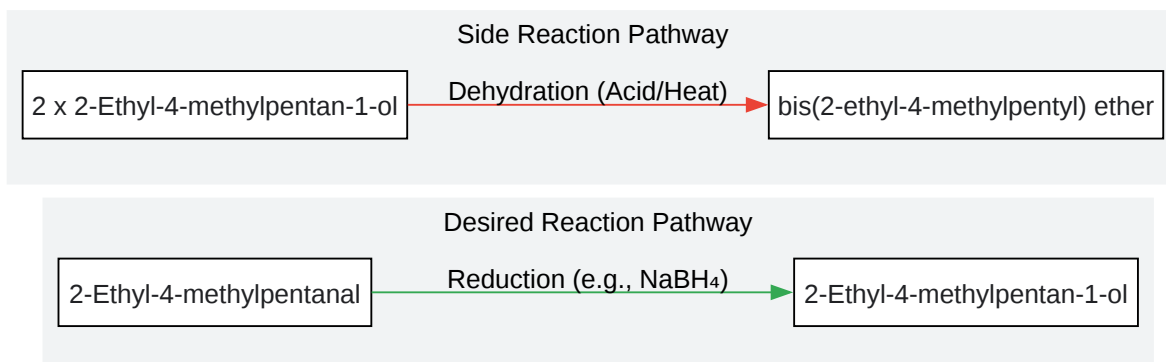 Side Reaction Pathway
2 x 2-Ethyl-4-methylpentan-1-ol
Dehydration (Acid/Heat)
bis(2-ethyl-4-methylpentyl) ether
Desired Reaction Pathway
2-Ethyl-4-methylpentanal
Reduction (e.g., NaBH₄)
2-Ethyl-4-methylpentan-1-ol